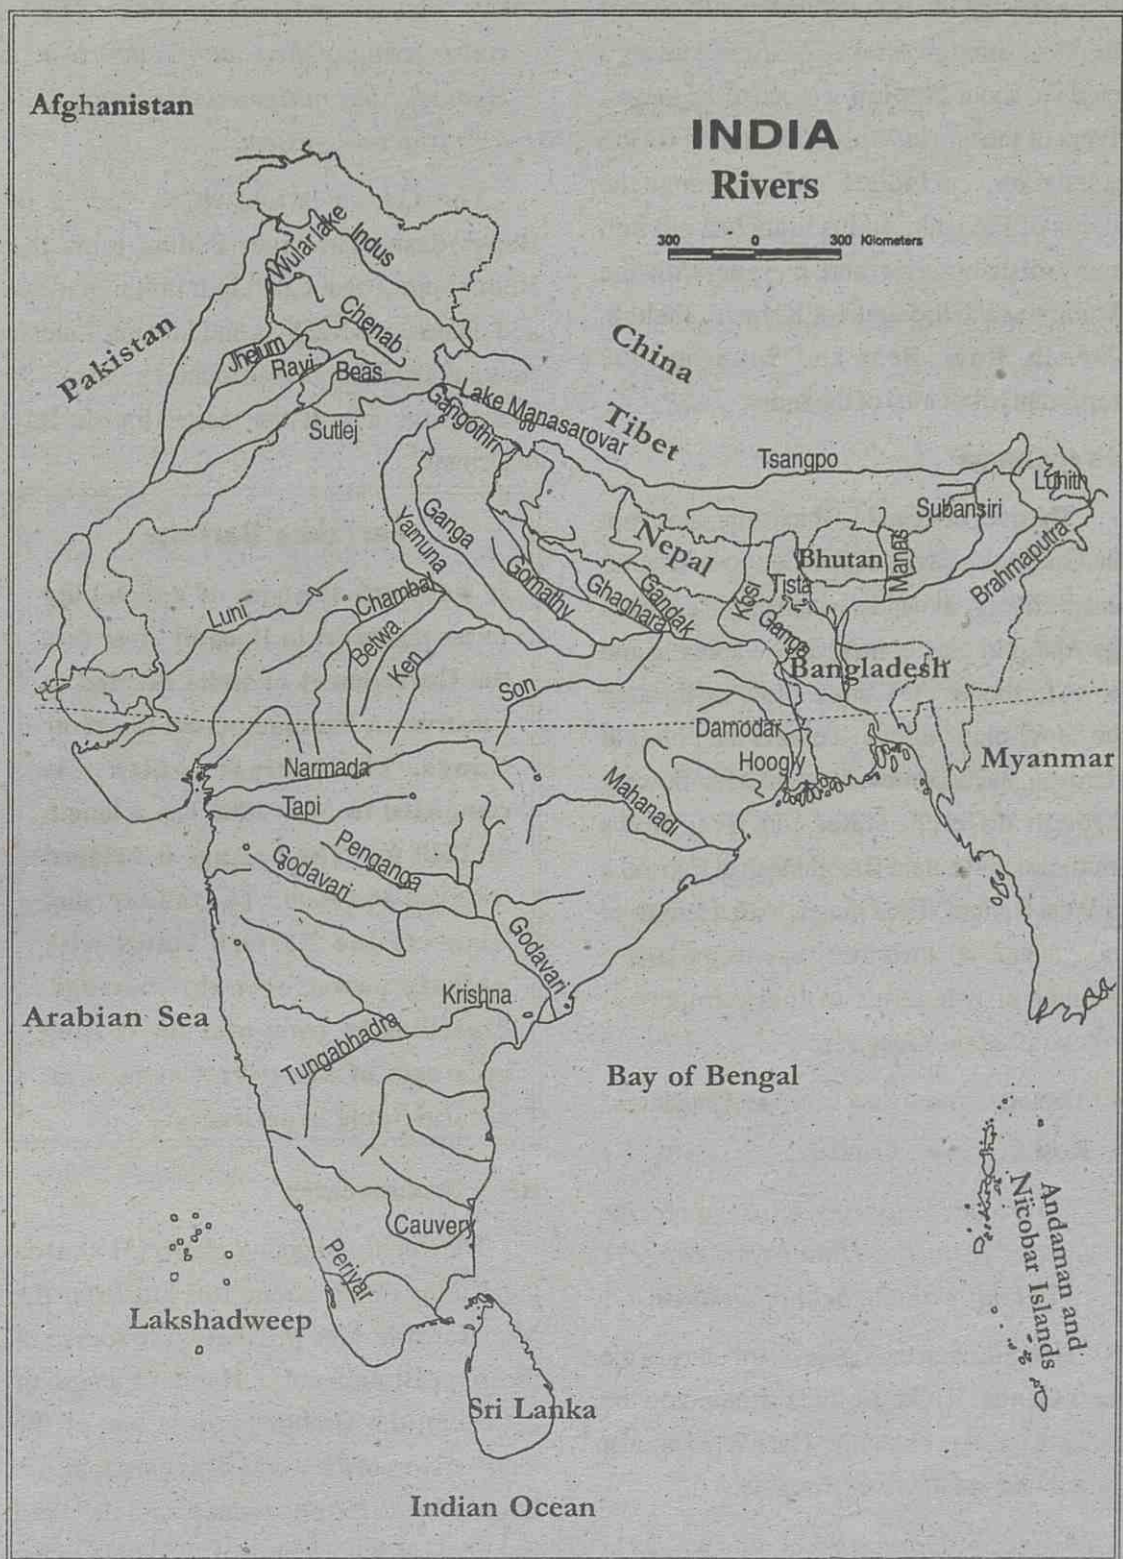 Afghanistan
INDIA
Rivers
300 0 300 Kilometers
Wular lake
Indus
Pakistan
Chenab
China
Jhelum
Ravi
Beas
Sutlej
Gangothri
Lake Manasarovar
Tibet
Tsangpo
Luhith
Subansiri
Ganga
Yamuna
Nepal
Bhutan
Manas
Brahmaputra
Gomathy
Ghaghara
Gandak
Kosi
Tista
Luni
Chambal
Betwa
Ken
Ganga
Bangladesh
Son
Damodar
Hoogly
Myanmar
Narmada
Tapi
Mahanadi
Penganga
Godavari
Godavari
Krishna
Arabian Sea
Tungabhadra
Bay of Bengal
Cauvery
Periyar
Andaman and
Nicobar Islands
Lakshadweep
Sri Lanka
Indian Ocean